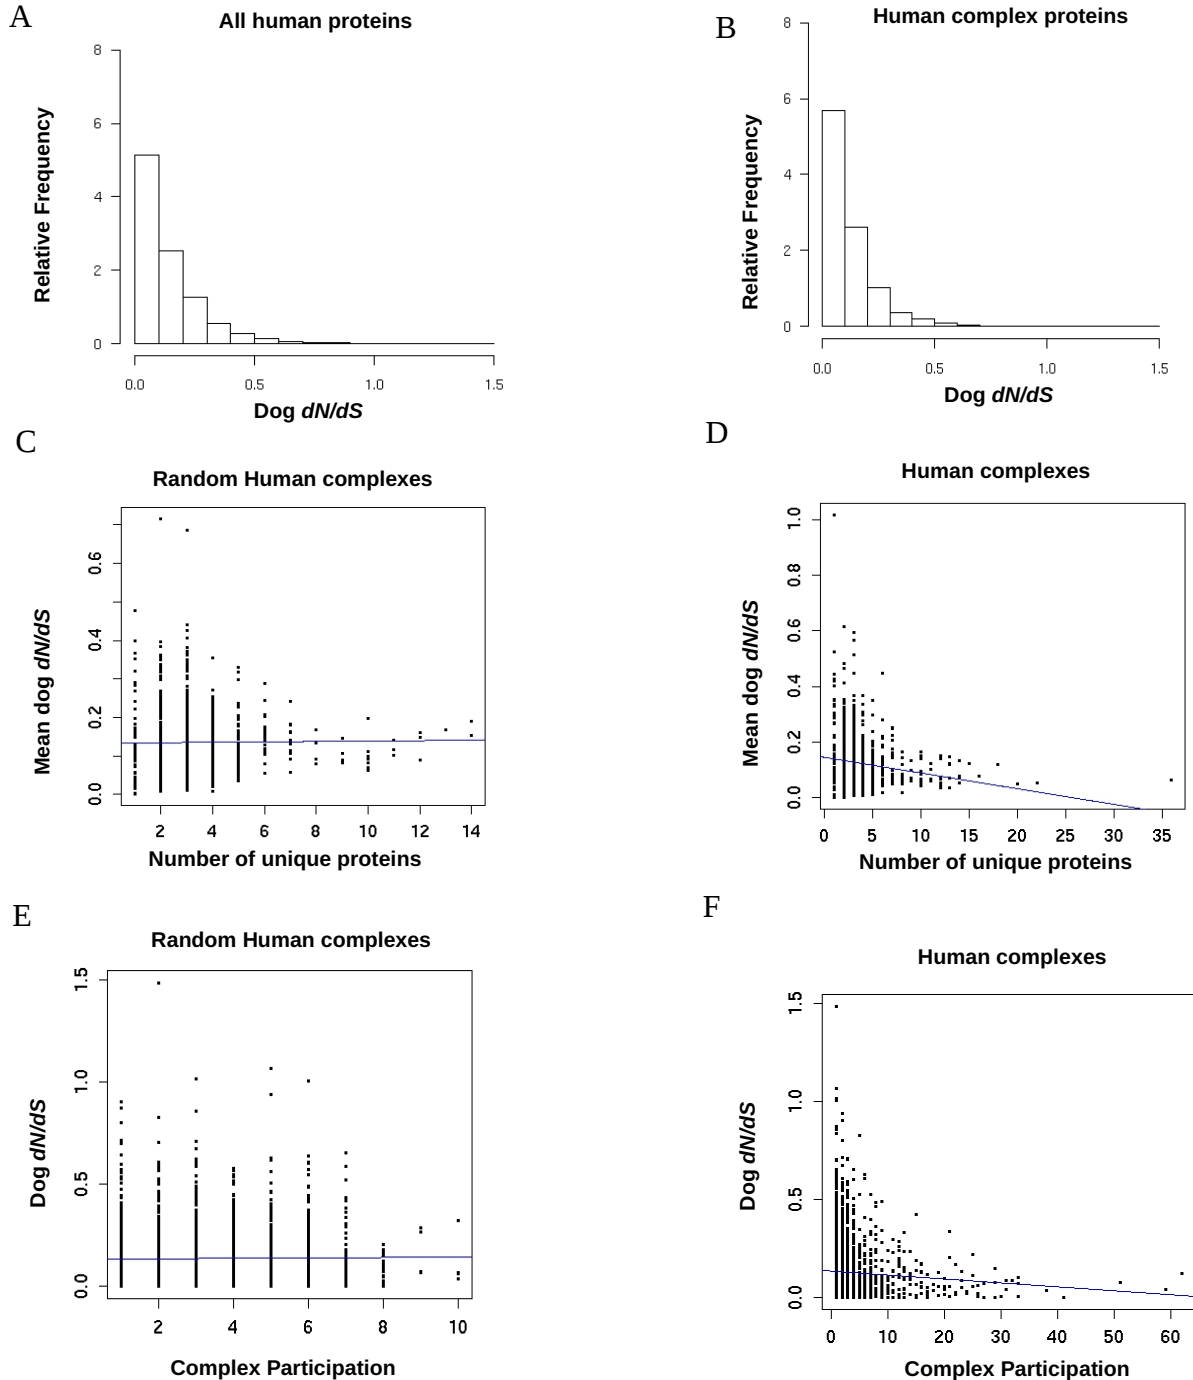 A
All human proteins
Relative Frequency
8
6
4
2
0
0.0 0.5 1.0 1.5
Dog dN/dS
B
Human complex proteins
Relative Frequency
8
6
4
2
0
0.0 0.5 1.0 1.5
Dog dN/dS
C
Random Human complexes
Mean dog dN/dS
0.6
0.4
0.2
0.0
2 4 6 8 10 12 14
Number of unique proteins
D
Human complexes
Mean dog dN/dS
1.0
0.8
0.6
0.4
0.2
0.0
0 5 10 15 20 25 30 35
Number of unique proteins
E
Random Human complexes
Dog dN/dS
1.5
1.0
0.5
0.0
2 4 6 8 10
Complex Participation
F
Human complexes
Dog dN/dS
1.5
1.0
0.5
0.0
0 10 20 30 40 50 60
Complex Participation